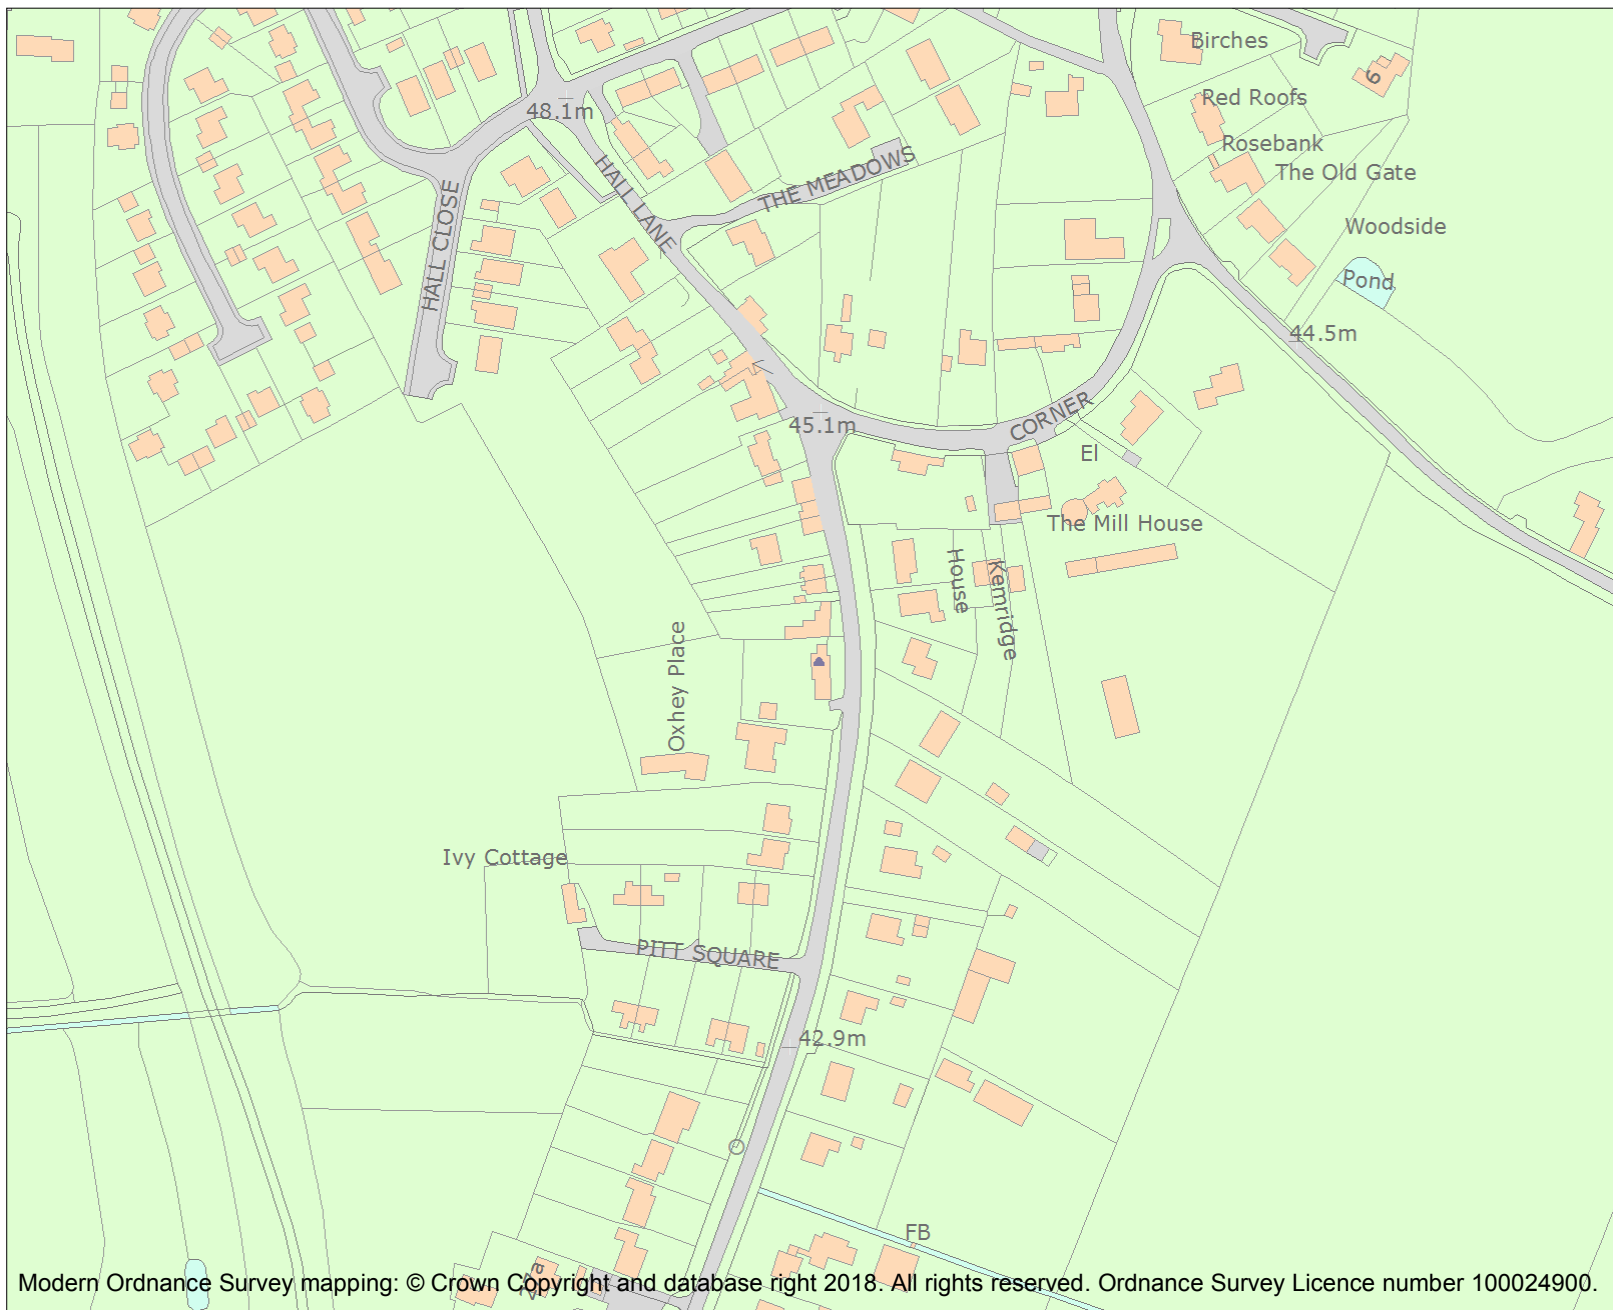 Birches
6
Red Roofs
48.1m
Rosebank
The Old Gate
THE MEADOWS
HALL LANE
HALL CLOSE
Woodside
Pond
44.5m
CORNER
45.1m
El
The Mill House
House
Kemridge
Oxhey Place
Ivy Cottage
PITT SQUARE
42.9m
FB
Modern Ordnance Survey mapping: © Crown Copyright and database right 2018. All rights reserved. Ordnance Survey Licence number 100024900.